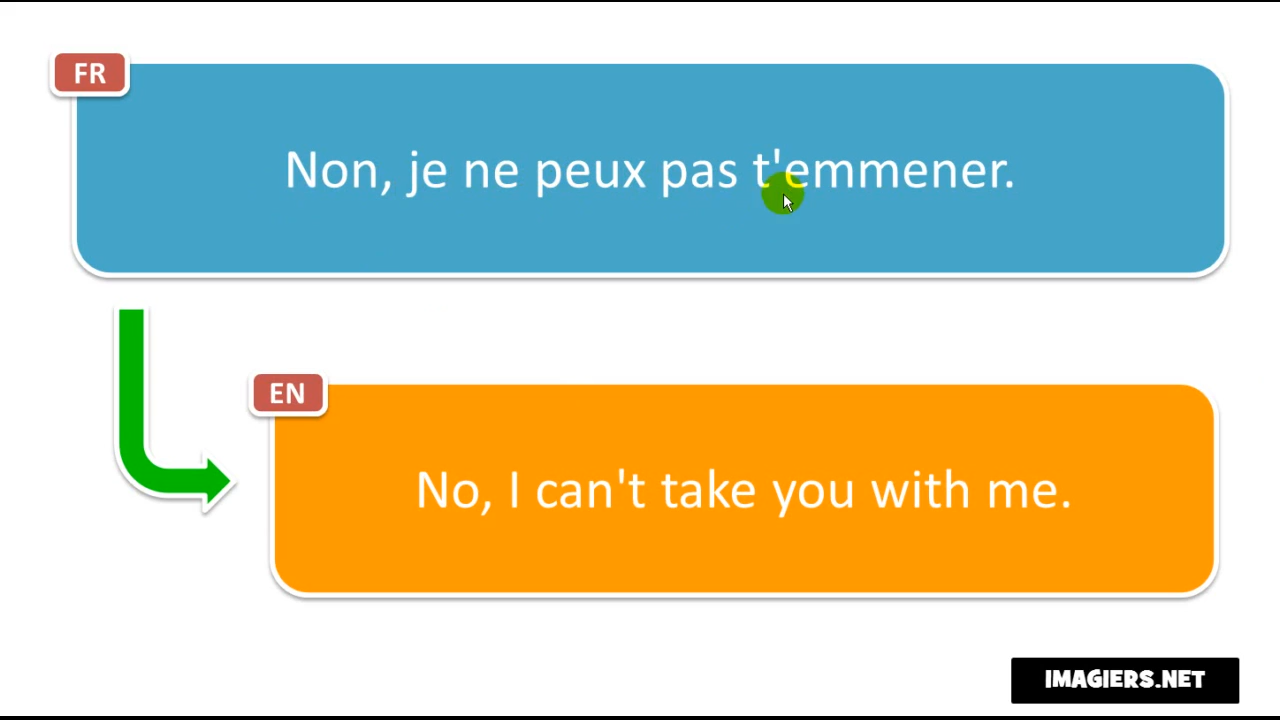 FR
Non, je ne peux pas t'emmener.
EN
No, I can't take you with me.
IMAGIERS.NET